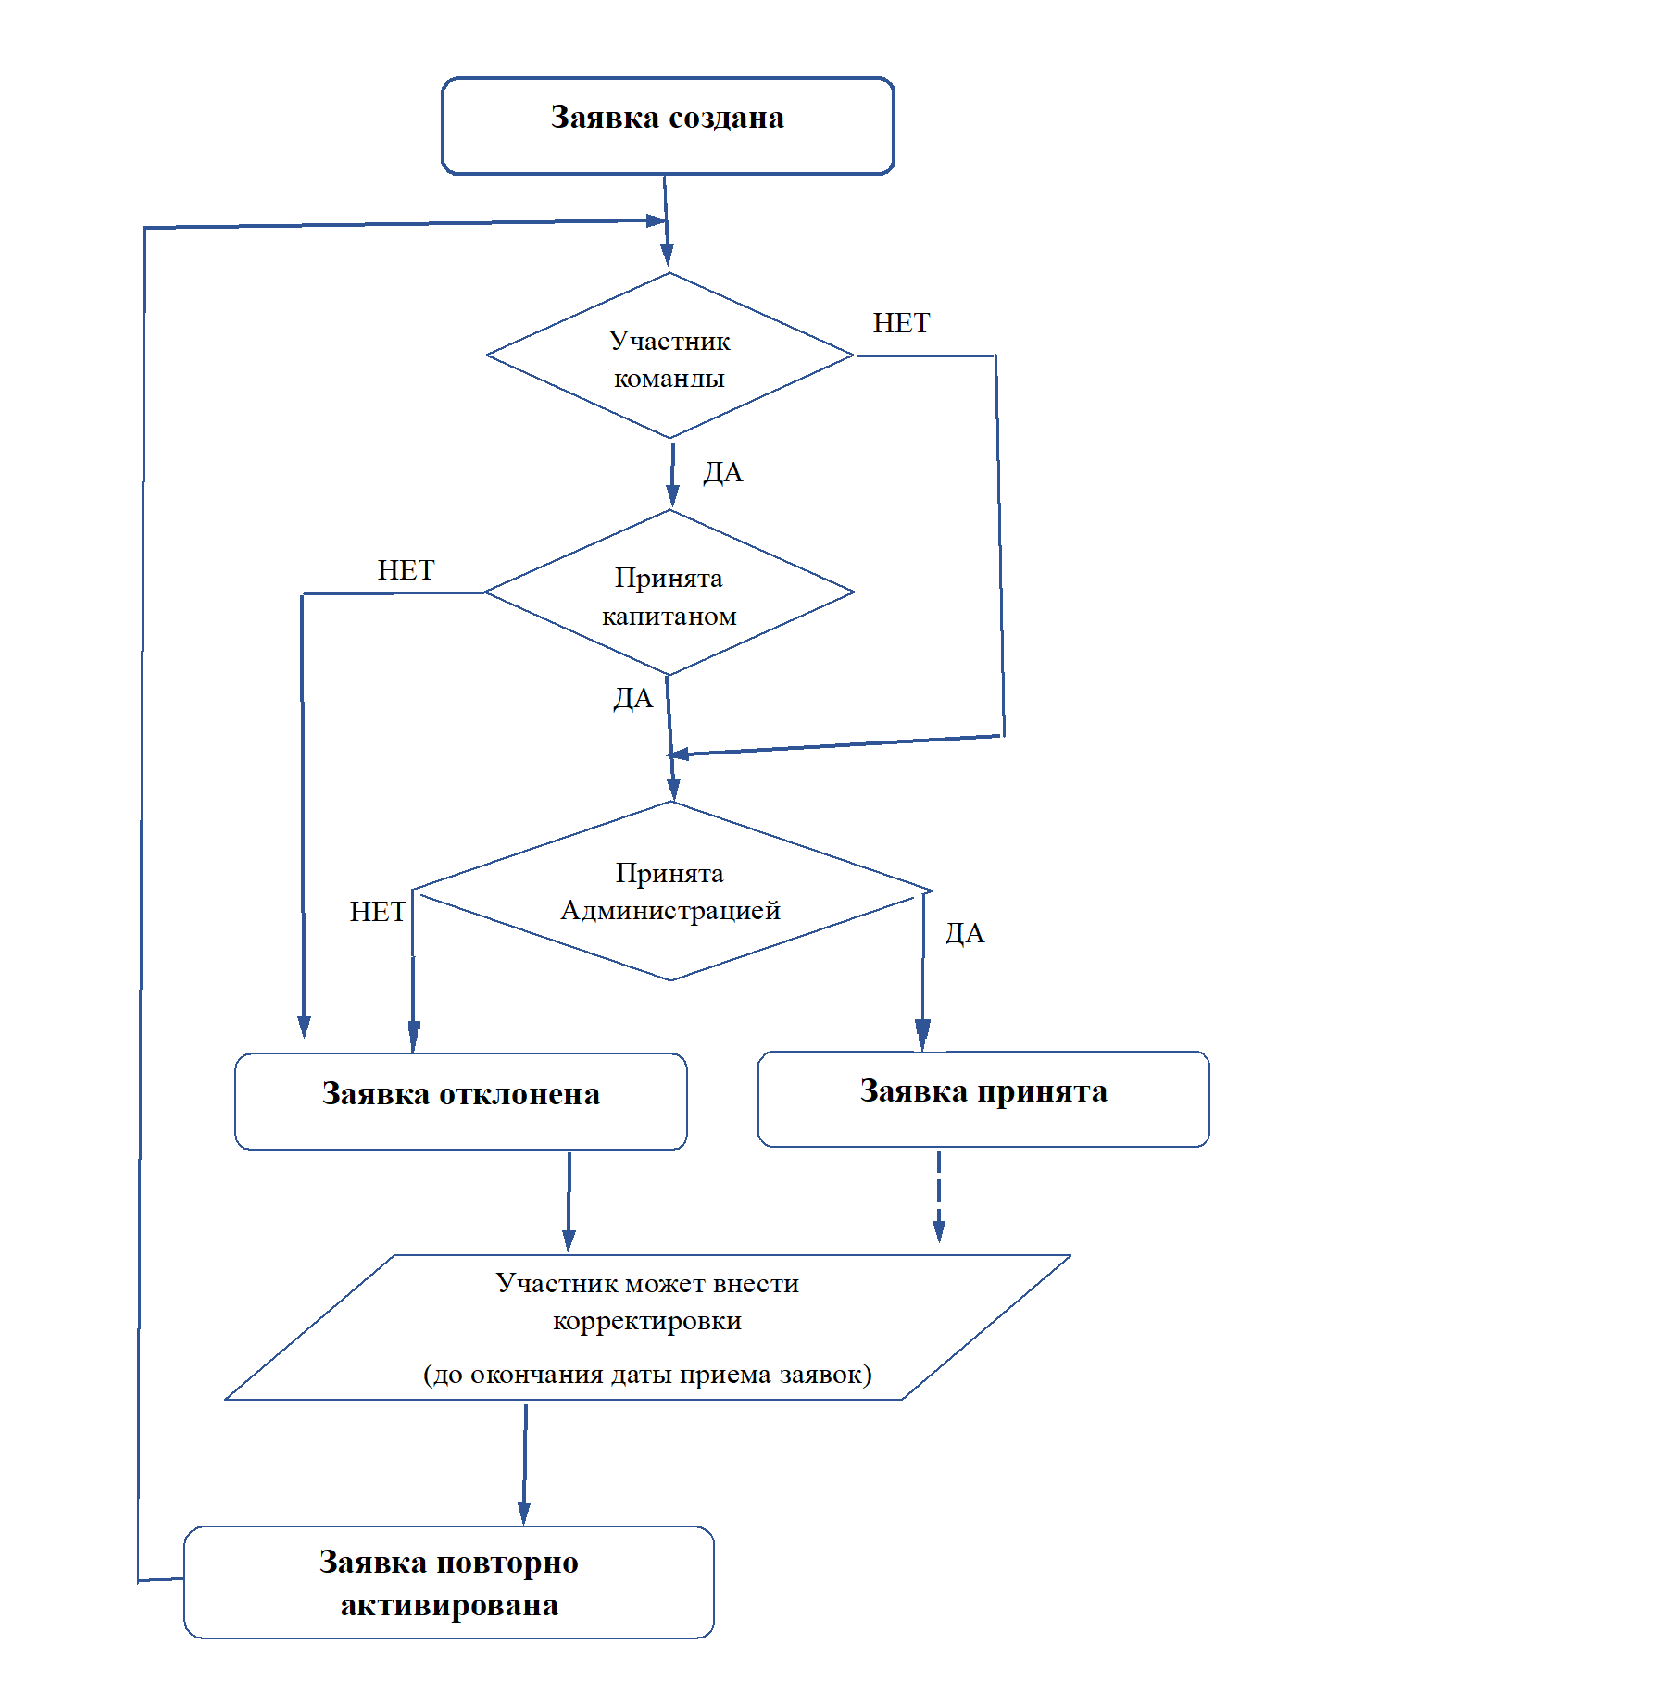 Заявка создана
НЕТ
Участник
команды
ДА
НЕТ
Принята
капитаном
ДА
Принята
Администрацией
НЕТ
ДА
Заявка отклонена
Заявка принята
Участник может внести
корректировки
(до окончания даты приема заявок)
Заявка повторно
активирована